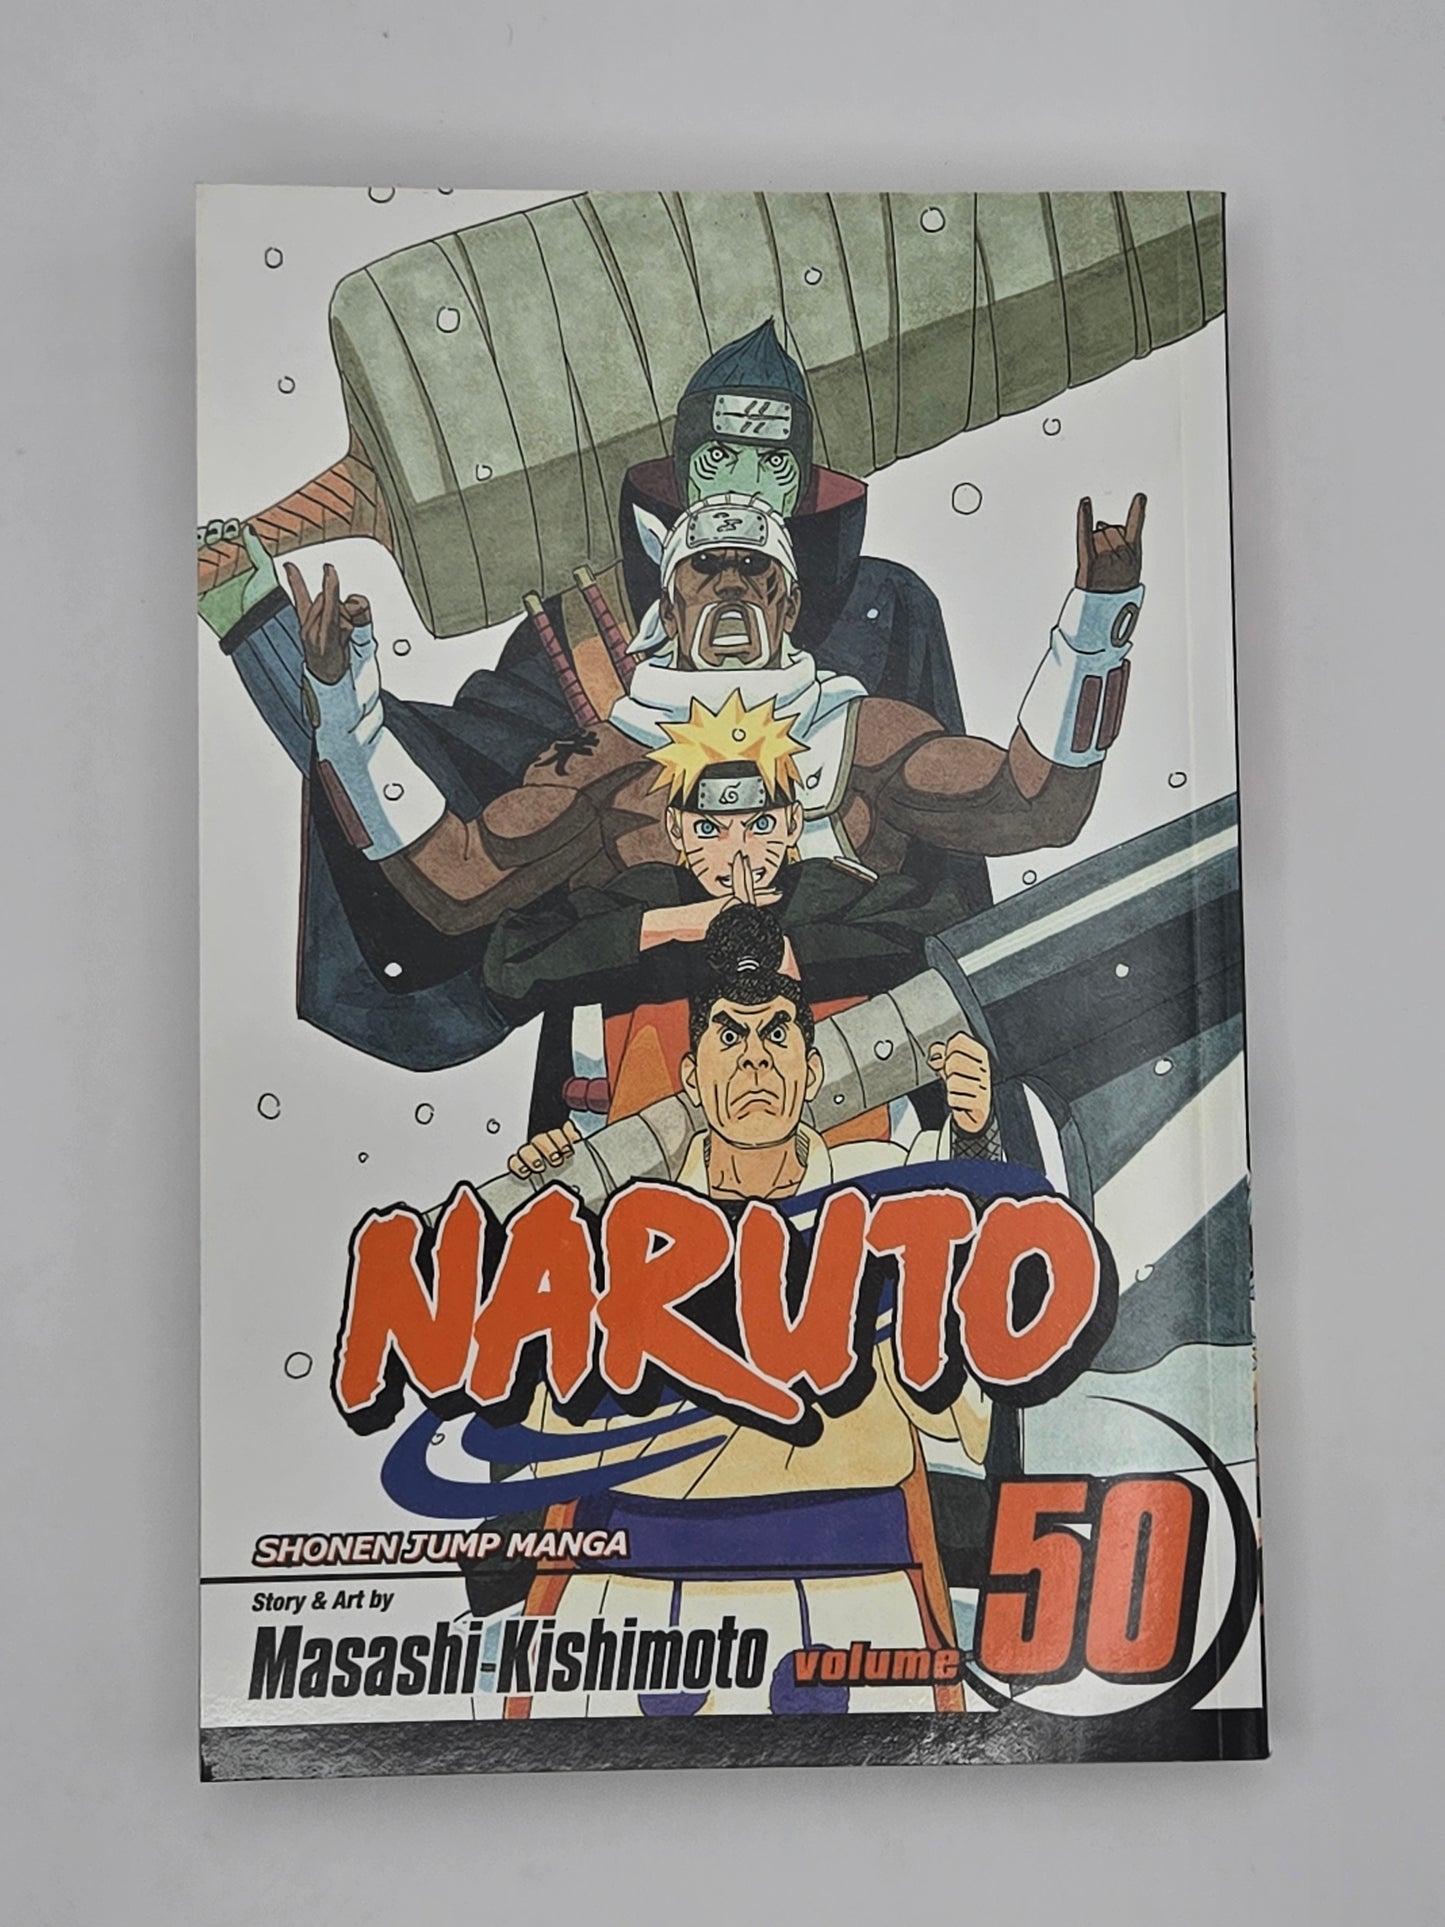 NARUTO
SHONEN JUMP MANGA
Story & Art by
Masashi Kishimoto
volume 50